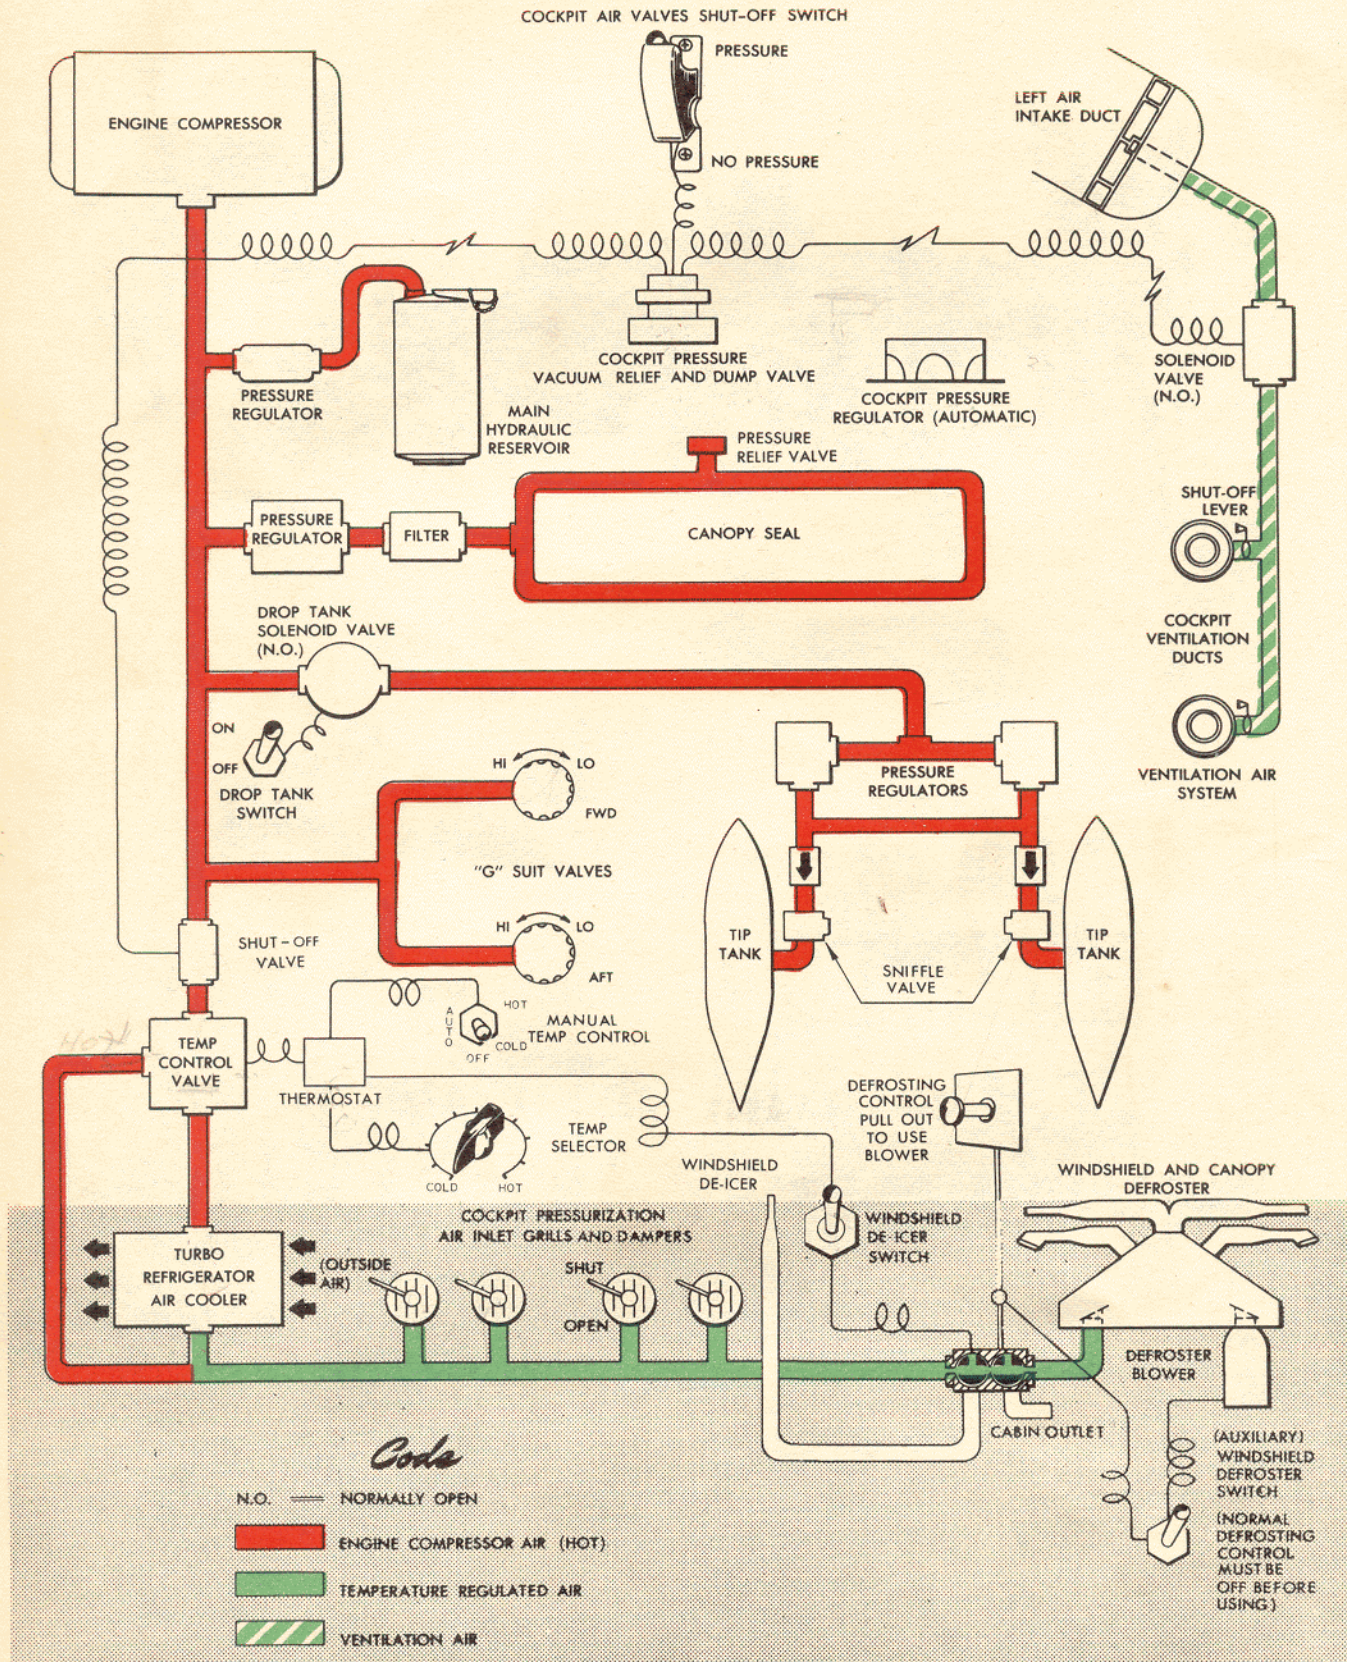 COCKPIT AIR VALVES SHUT-OFF SWITCH
PRESSURE
NO PRESSURE
ENGINE COMPRESSOR
LEFT AIR
INTAKE DUCT
COCKPIT PRESSURE
VACUUM RELIEF AND DUMP VALVE
SOLENOID
VALVE
(N.O.)
PRESSURE
REGULATOR
MAIN
HYDRAULIC
RESERVOIR
COCKPIT PRESSURE
REGULATOR (AUTOMATIC)
PRESSURE
RELIEF VALVE
PRESSURE
REGULATOR
FILTER
CANOPY SEAL
SHUT-OFF
LEVER
COCKPIT
VENTILATION
DUCTS
VENTILATION AIR
SYSTEM
DROP TANK
SOLENOID VALVE
(N.O.)
ON
OFF
DROP TANK
SWITCH
HI
LO
FWD
"G" SUIT VALVES
HI
LO
AFT
PRESSURE
REGULATORS
TIP
TANK
TIP
TANK
SNIFFLE
VALVE
SHUT-OFF
VALVE
HOT
TEMP
CONTROL
VALVE
THERMOSTAT
AUTO
HOT
COLD
OFF
MANUAL
TEMP CONTROL
TEMP
SELECTOR
COLD
HOT
DEFROSTING
CONTROL
PULL OUT
TO USE
BLOWER
WINDSHIELD
DE-ICER
WINDSHIELD AND CANOPY
DEFROSTER
COCKPIT PRESSURIZATION
AIR INLET GRILLS AND DAMPERS
WINDSHIELD
DE-ICER
SWITCH
TURBO
REFRIGERATOR
AIR COOLER
(OUTSIDE
AIR)
SHUT
OPEN
DEFROSTER
BLOWER
CABIN OUTLET
(AUXILIARY)
WINDSHIELD
DEFROSTER
SWITCH
(NORMAL
DEFROSTING
CONTROL
MUST BE
OFF BEFORE
USING)
Code
N.O. — NORMALLY OPEN
ENGINE COMPRESSOR AIR (HOT)
TEMPERATURE REGULATED AIR
VENTILATION AIR